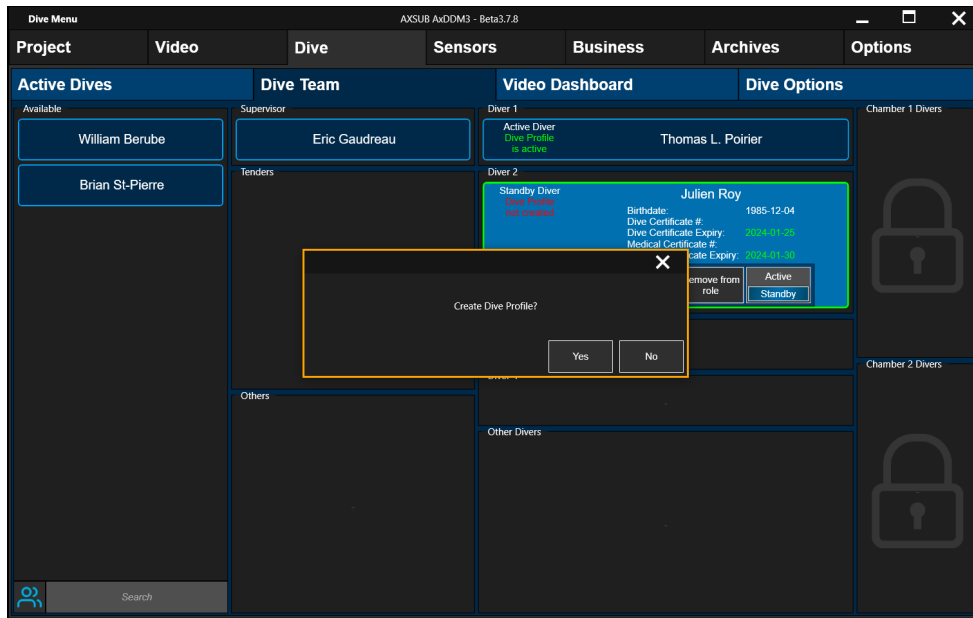 Dive Menu
AXSUB AxDDM3 - Beta3.7.8
Project
Video
Dive
Sensors
Business
Archives
Options
Active Dives
Dive Team
Video Dashboard
Dive Options
Available
William Berube
Brian St-Pierre
Supervisor
Eric Gaudreau
Tenders
Others
Diver 1
Active Diver
Dive Profile
is active
Thomas L. Poirier
Diver 2
Standby Diver
Dive Profile
not created
Julien Roy
Birthdate: 1985-12-04
Dive Certificate #:
Dive Certificate Expiry: 2024-01-25
Medical Certificate #:
cate Expiry: 2024-01-30
emove from
role
Active
Standby
Create Dive Profile?
Yes
No
Other Divers
Chamber 1 Divers
Chamber 2 Divers
Search